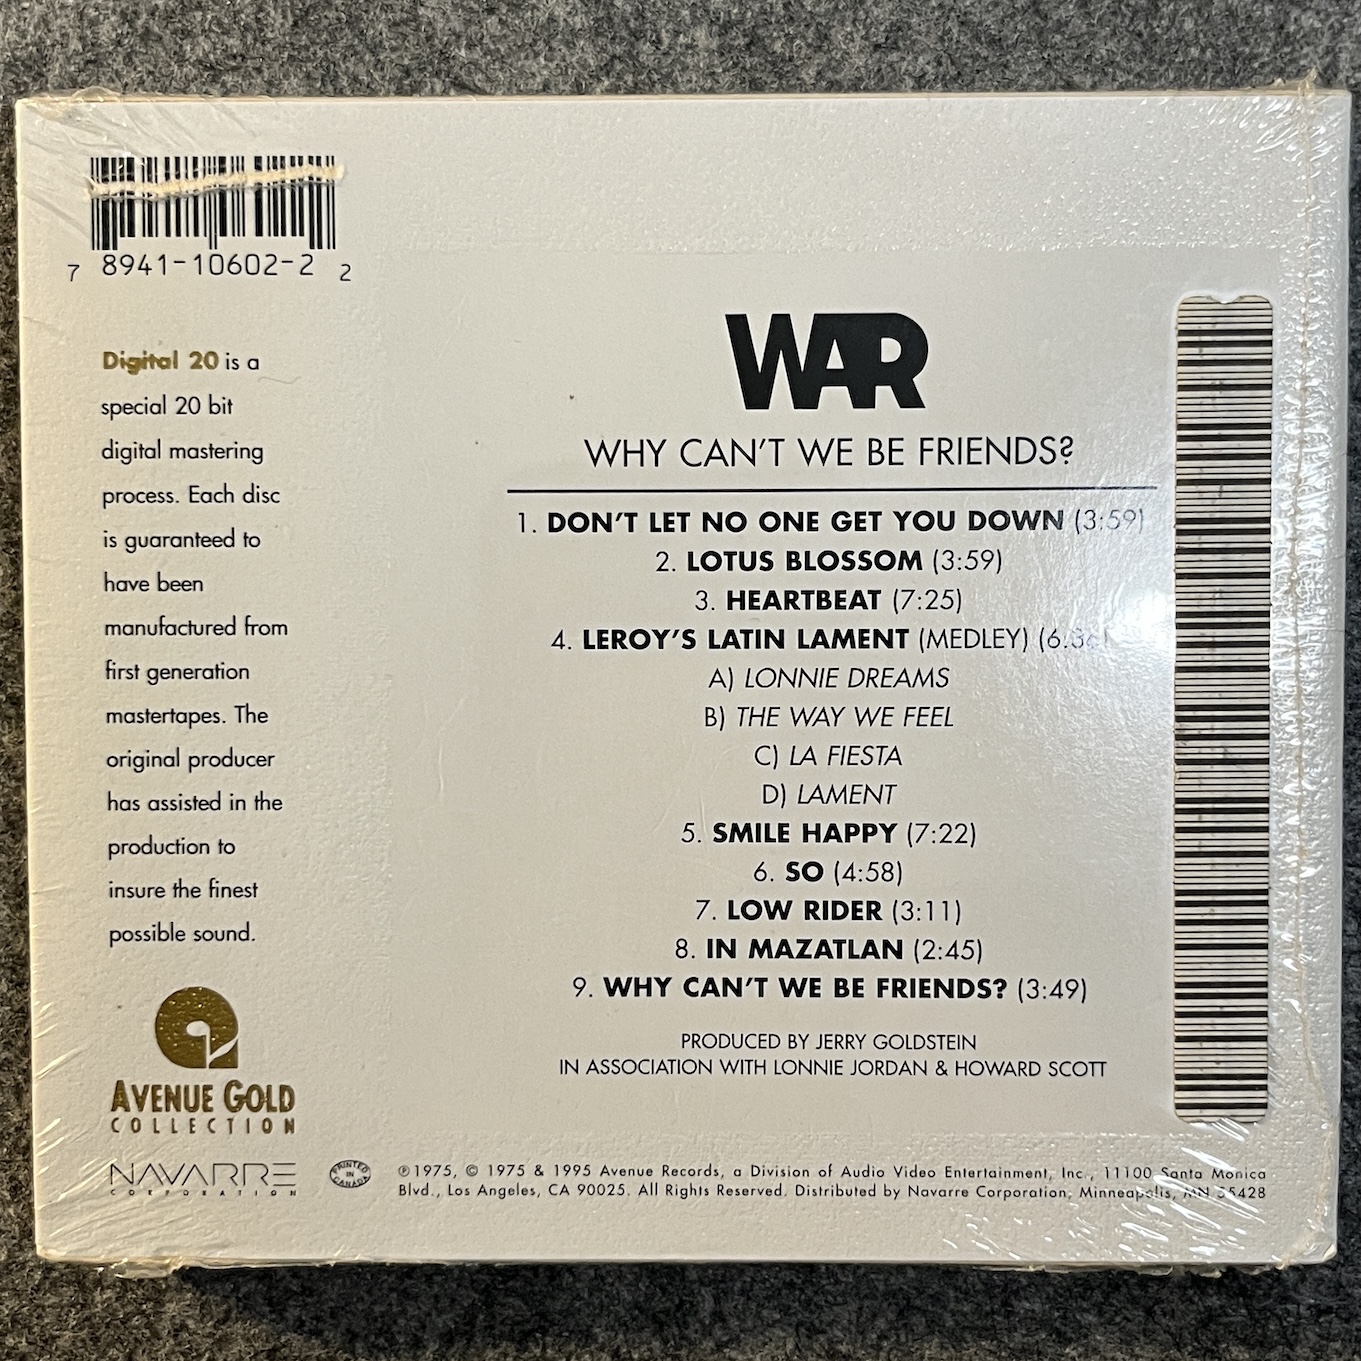 7 8941-10602-2 2
Digital 20 is a
special 20 bit
digital mastering
process. Each disc
is guaranteed to
have been
manufactured from
first generation
mastertapes. The
original producer
has assisted in the
production to
insure the finest
possible sound.
AVENUE GOLD
COLLECTION
NAVARRE
CORPORATION
PRINTED
IN
CANADA
WAR
WHY CAN'T WE BE FRIENDS?
1. DON'T LET NO ONE GET YOU DOWN (3:59)
2. LOTUS BLOSSOM (3:59)
3. HEARTBEAT (7:25)
4. LEROY'S LATIN LAMENT (MEDLEY)
A) LONNIE DREAMS
B) THE WAY WE FEEL
C) LA FIESTA
D) LAMENT
5. SMILE HAPPY (7:22)
6. SO (4:58)
7. LOW RIDER (3:11)
8. IN MAZATLAN (2:45)
9. WHY CAN'T WE BE FRIENDS? (3:49)
PRODUCED BY JERRY GOLDSTEIN
IN ASSOCIATION WITH LONNIE JORDAN & HOWARD SCOTT
℗1975, © 1975 & 1995 Avenue Records, a Division of Audio Video Entertainment, Inc., 11100 Santa Monica
Blvd., Los Angeles, CA 90025. All Rights Reserved. Distributed by Navarre Corporation, Minneapolis, MN 55428